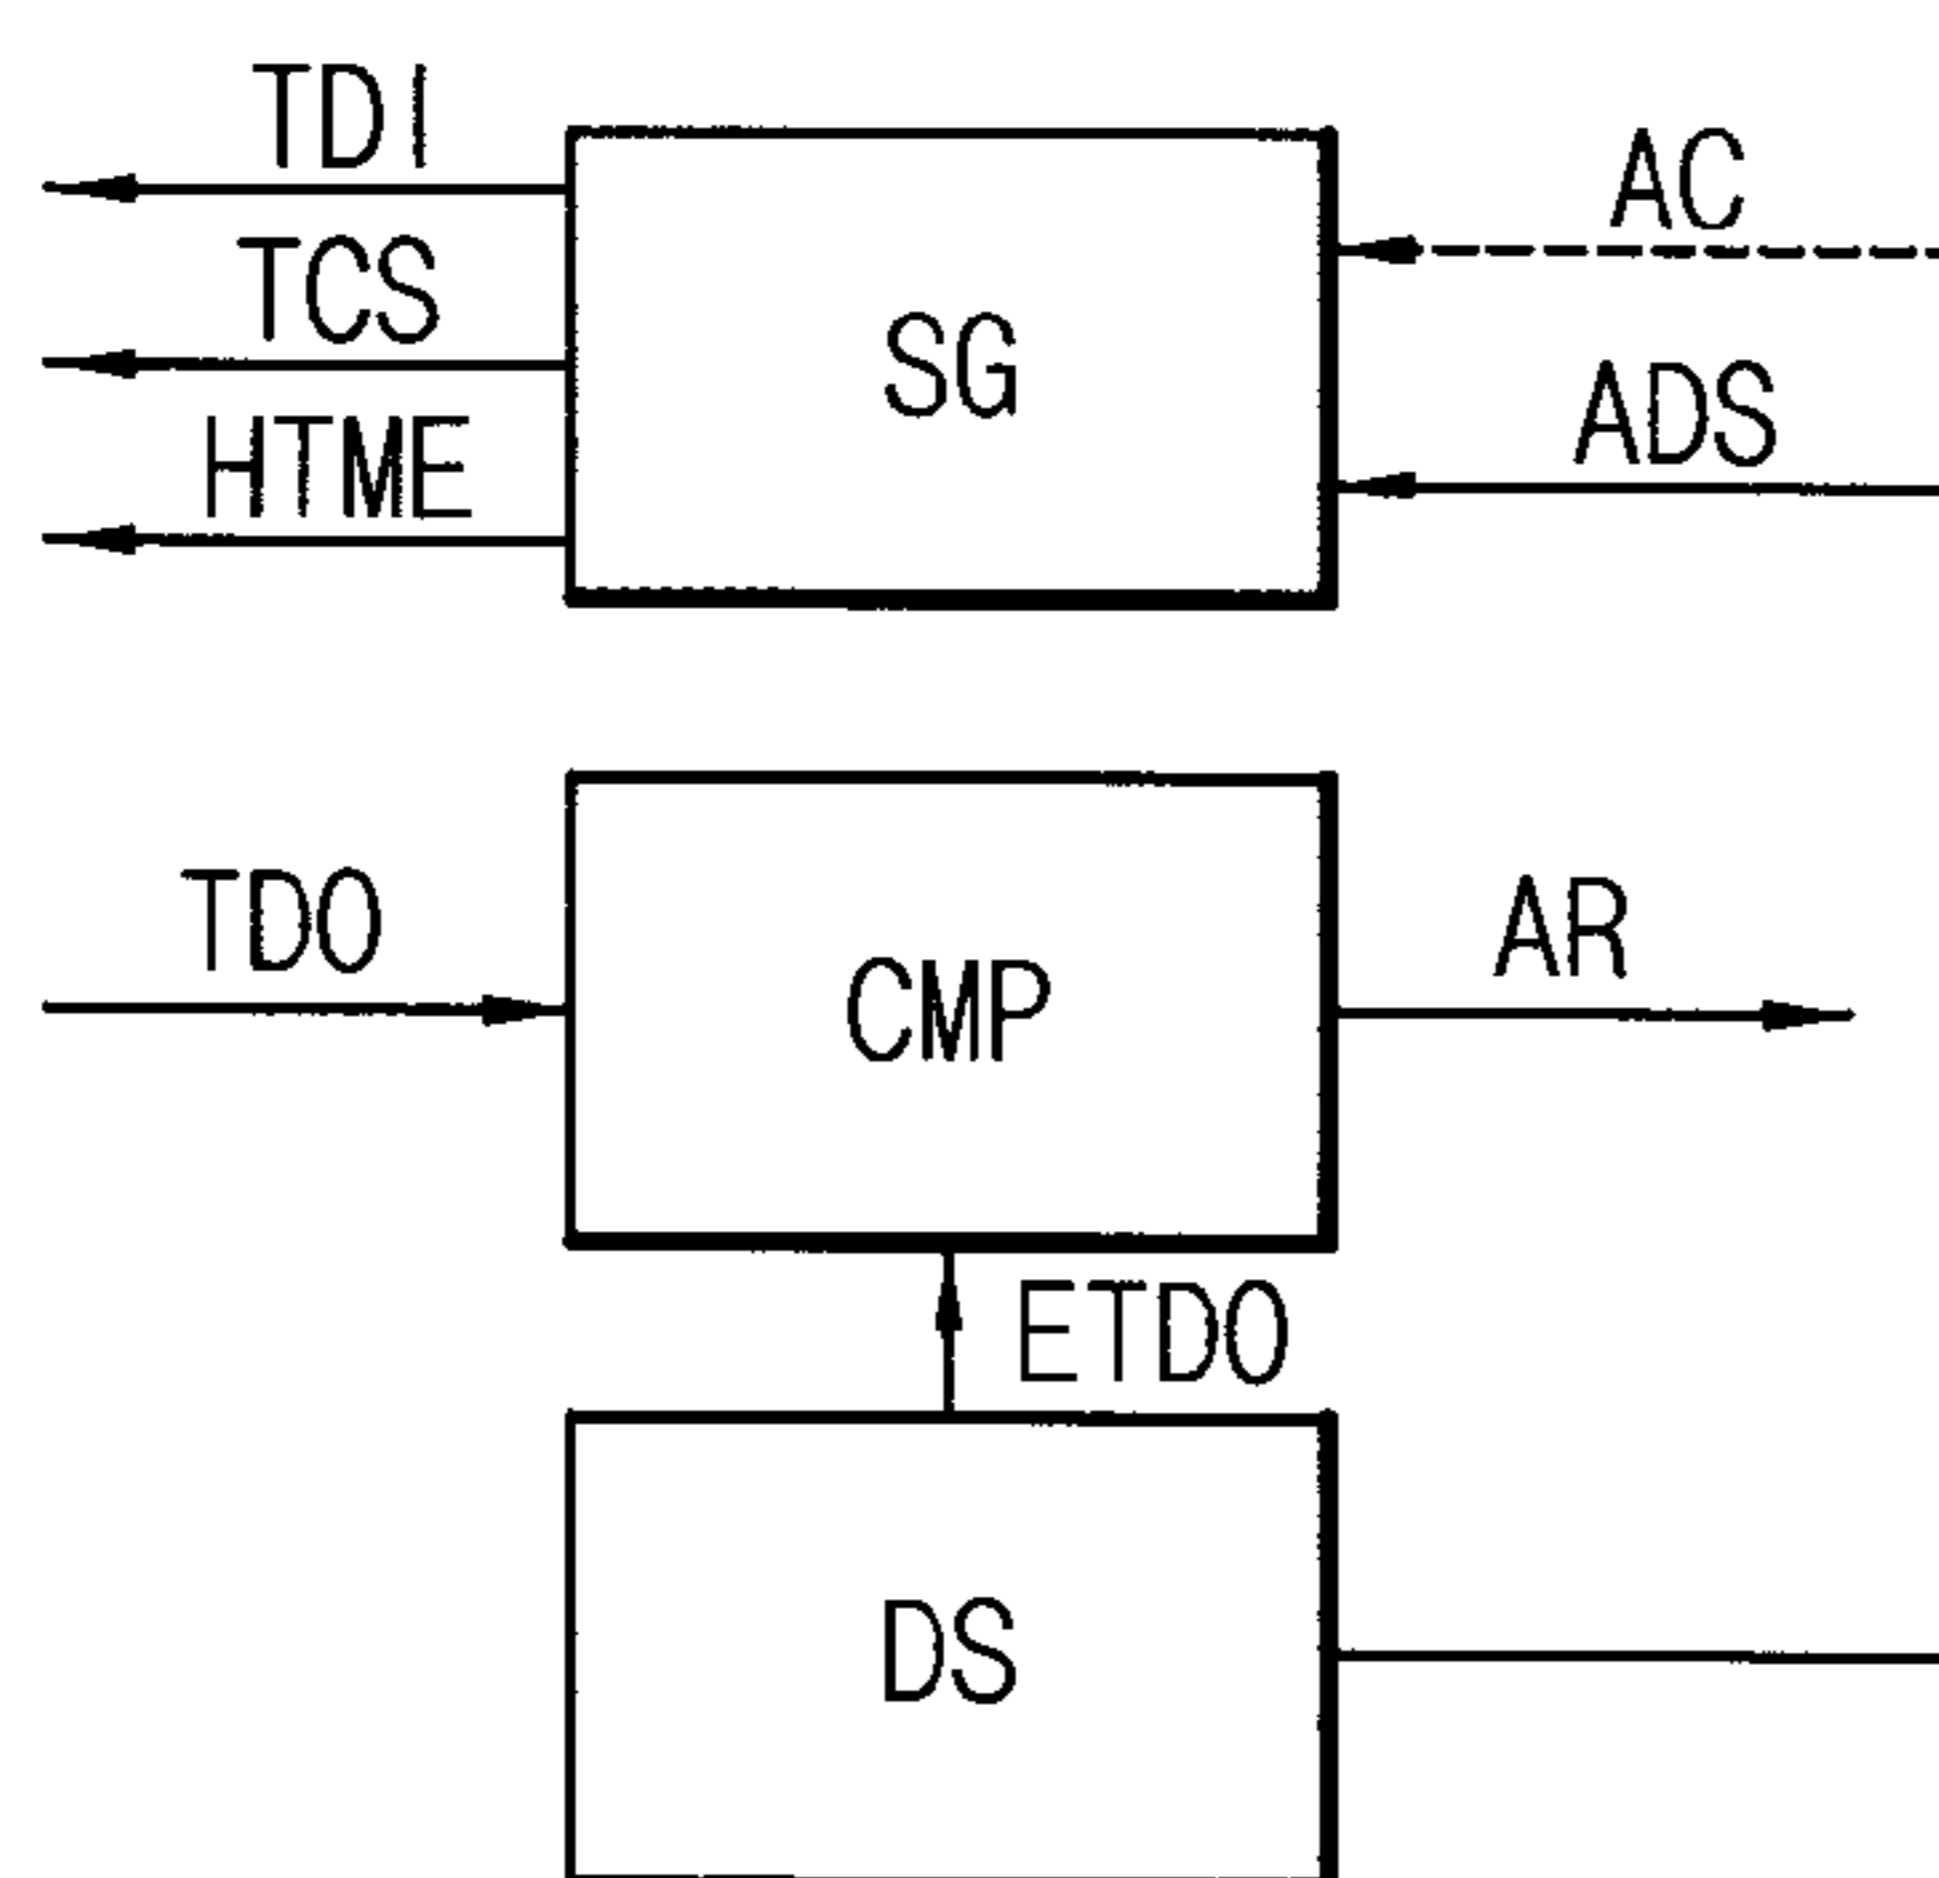 TDI
AC
TCS
SG
ADS
HTME
TDO
AR
CMP
ETDO
DS